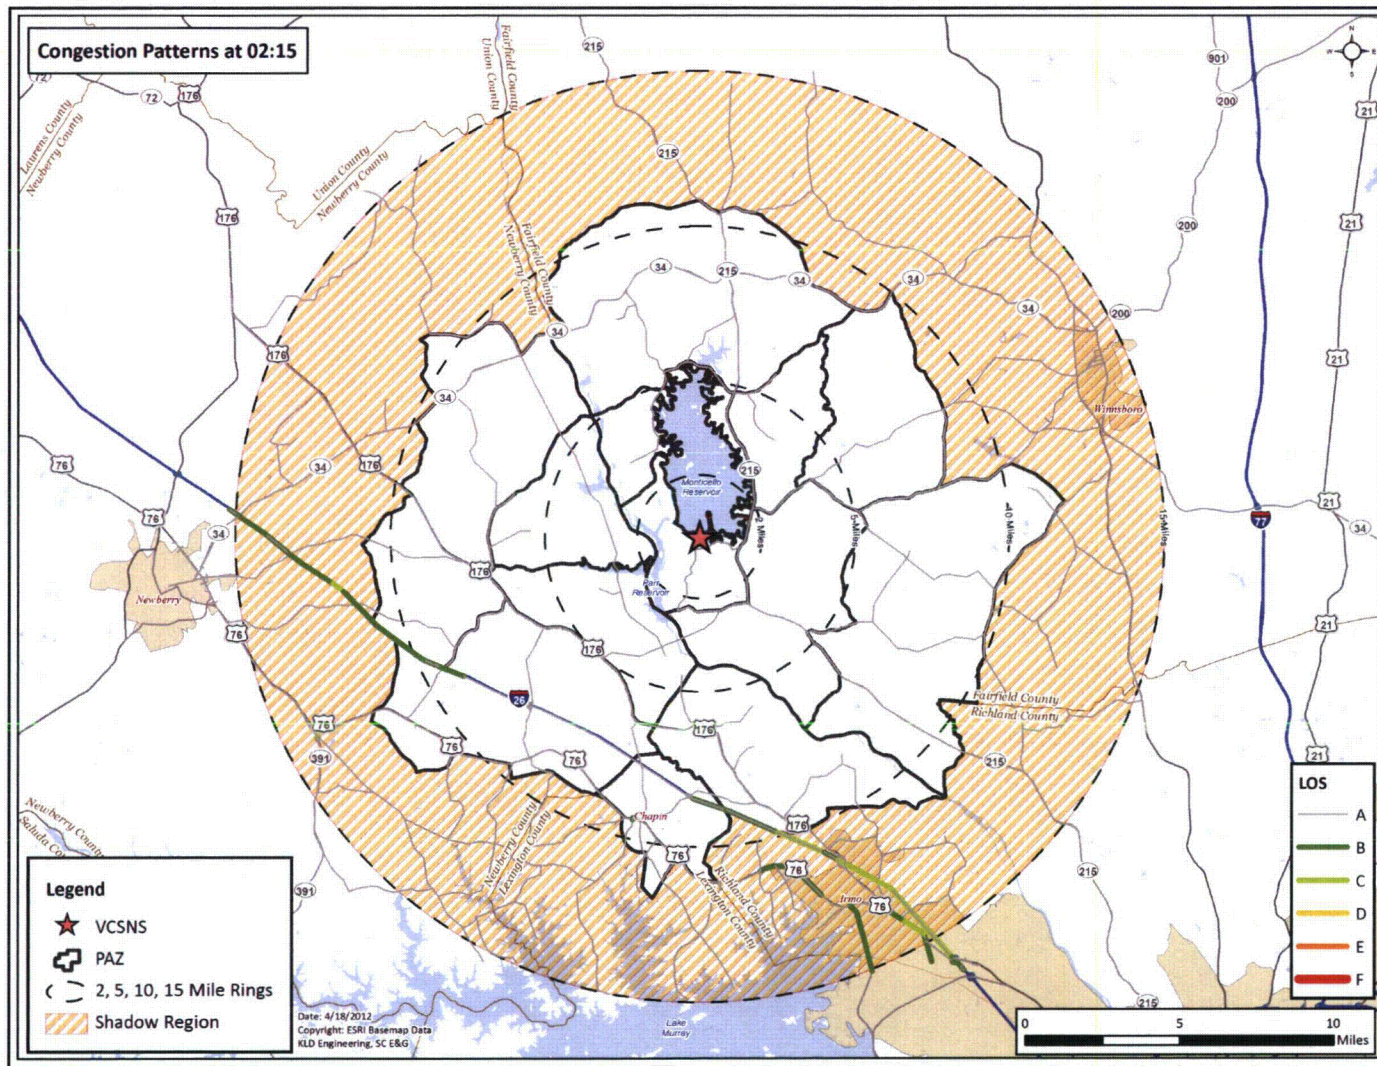 Congestion Patterns at 02:15
215
901
200
21
72
176
72
Fairfield County
Union County
Laurens County
Newberry County
Union County
Newberry County
N
W
E
S
215
176
200
21
Fairfield County
Newberry County
34
215
34
34
34
200
34
176
21
34
Winnsboro
76
34
176
215
Monticello
Reservoir
21
76
34
2 Miles
5 Miles
10 Miles
15 Miles
77
34
Newberry
176
Parr
Reservoir
76
176
21
26
Fairfield County
Richland County
76
391
76
176
76
215
21
Newberry County
Saluda Cou
Newberry County
Lexington County
Chapin
176
76
76
Richland County
Lexington County
Irmo
76
215
391
215
Lake
Murray
Legend
VCSNS
PAZ
2, 5, 10, 15 Mile Rings
Shadow Region
Date: 4/18/2012
Copyright: ESRI Basemap Data
KLD Engineering, SC E&G
LOS
A
B
C
D
E
F
0
5
10
Miles